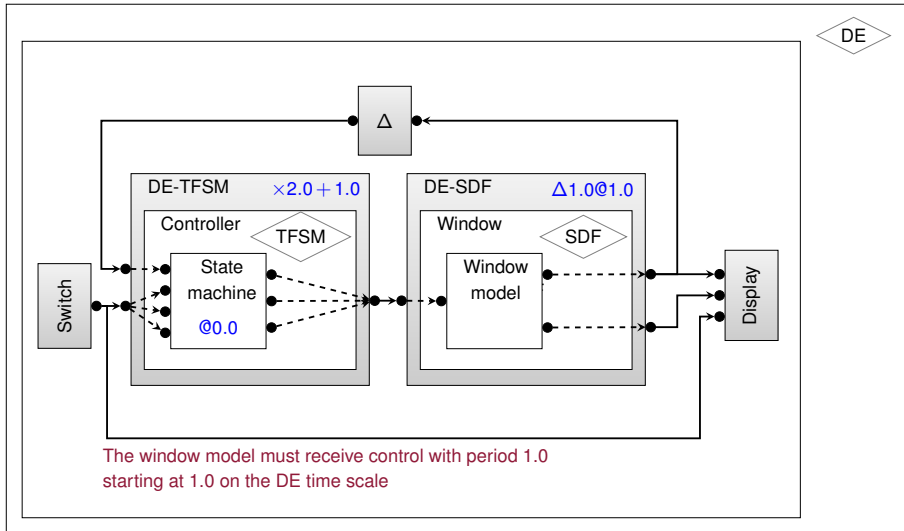 DE
Δ
DE-TFSM
×2.0 + 1.0
DE-SDF
Δ1.0@1.0
Controller
TFSM
Window
SDF
Switch
State
machine
@0.0
Window
model
Display
The window model must receive control with period 1.0
starting at 1.0 on the DE time scale